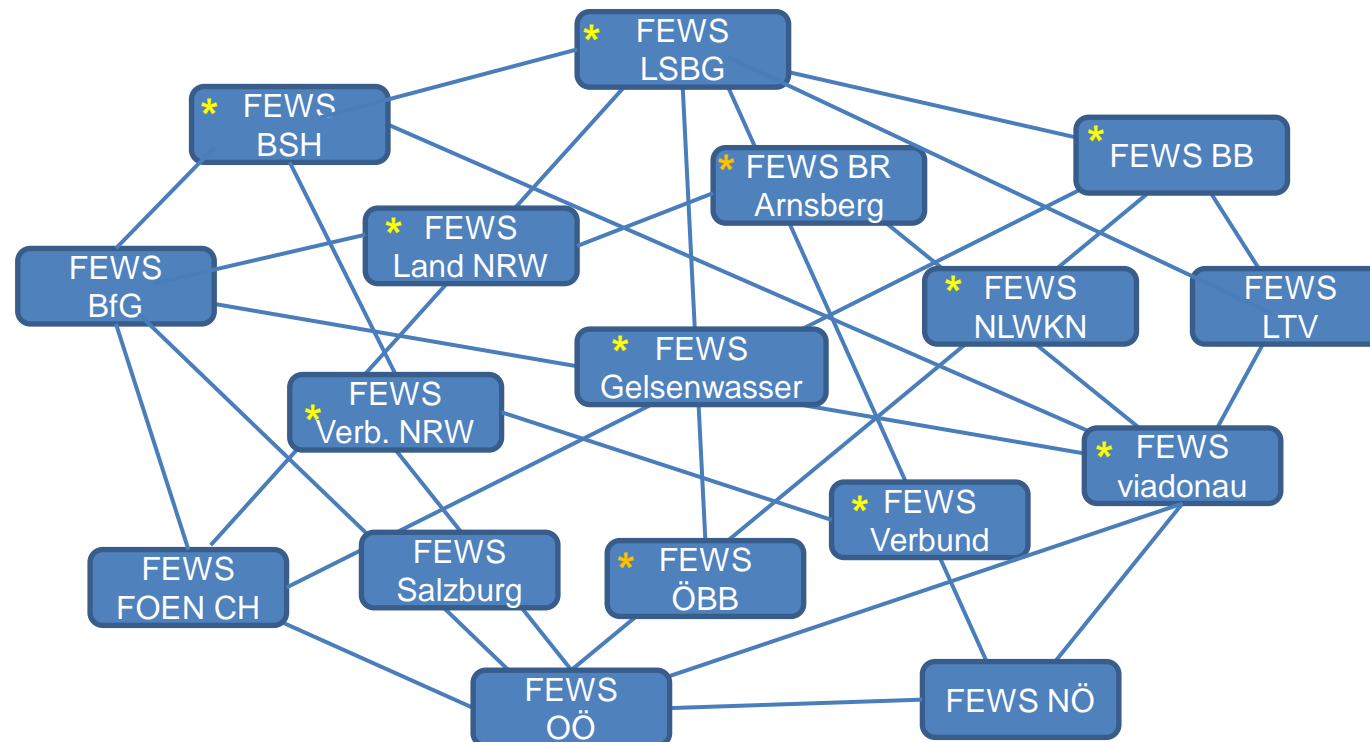 * FEWS
LSBG
* FEWS
BSH
* FEWS BB
* FEWS BR
Arnsberg
* FEWS
Land NRW
FEWS
BfG
* FEWS
NLWKN
FEWS
LTV
* FEWS
Gelsenwasser
FEWS
* Verb. NRW
* FEWS
viadonau
* FEWS
Verbund
FEWS
FOEN CH
FEWS
Salzburg
* FEWS
ÖBB
FEWS
OÖ
FEWS NÖ